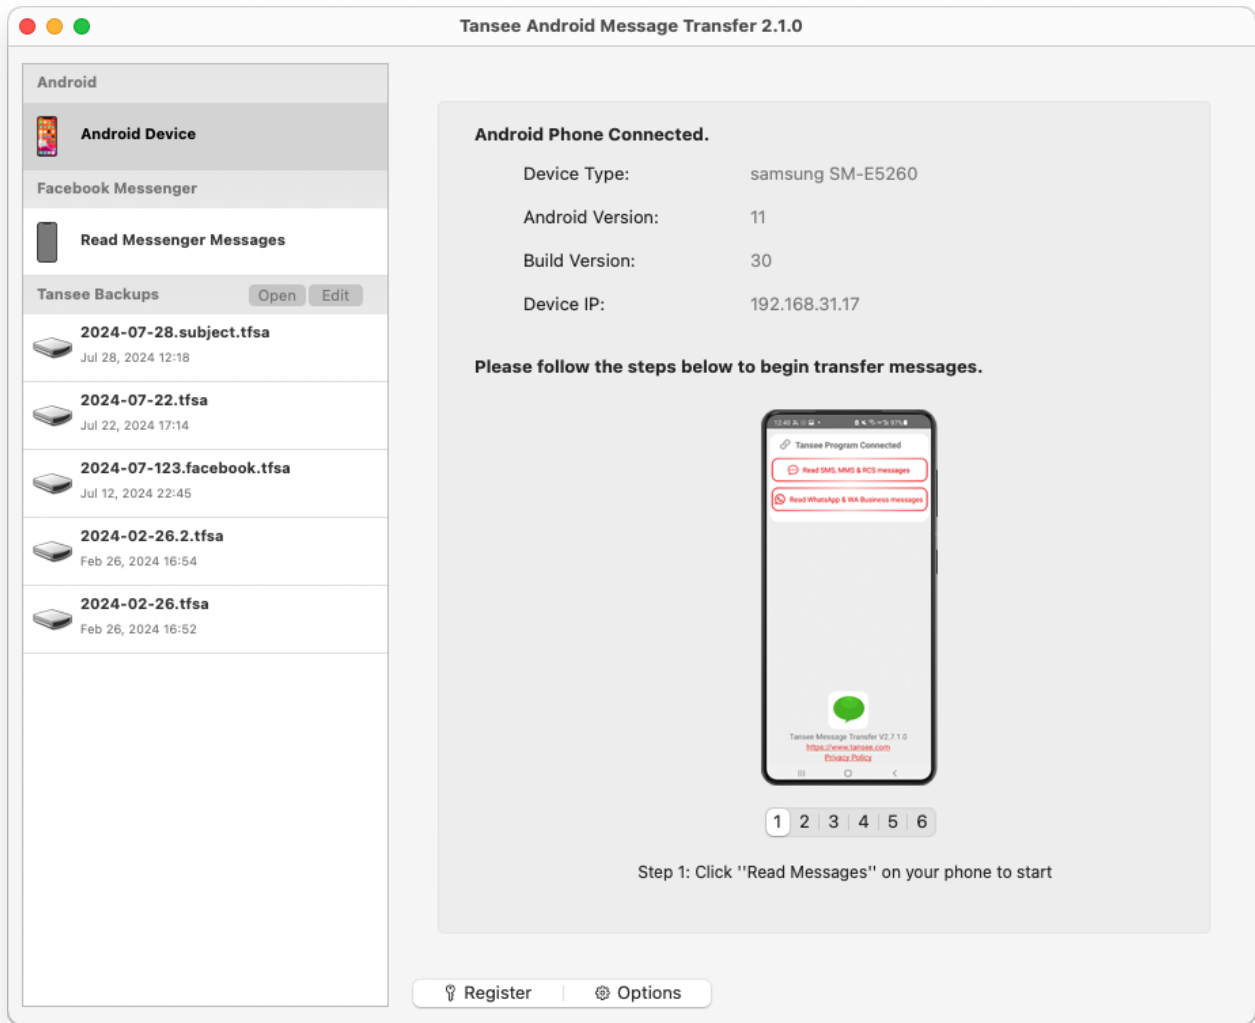 Tansee Android Message Transfer 2.1.0
Android
Android Device
Facebook Messenger
Read Messenger Messages
Tansee Backups
Open
Edit
2024-07-28.subject.tfsa
Jul 28, 2024 12:18
2024-07-22.tfsa
Jul 22, 2024 17:14
2024-07-123.facebook.tfsa
Jul 12, 2024 22:45
2024-02-26.2.tfsa
Feb 26, 2024 16:54
2024-02-26.tfsa
Feb 26, 2024 16:52
Android Phone Connected.
Device Type: samsung SM-E5260
Android Version: 11
Build Version: 30
Device IP: 192.168.31.17
Please follow the steps below to begin transfer messages.
12:40 97%
Tansee Program Connected
Read SMS, MMS & RCS messages
Read WhatsApp & WA Business messages
Tansee Message Transfer V2.7.1.0
https://www.tansee.com
Privacy Policy
1 2 3 4 5 6
Step 1: Click ''Read Messages'' on your phone to start
Register
Options